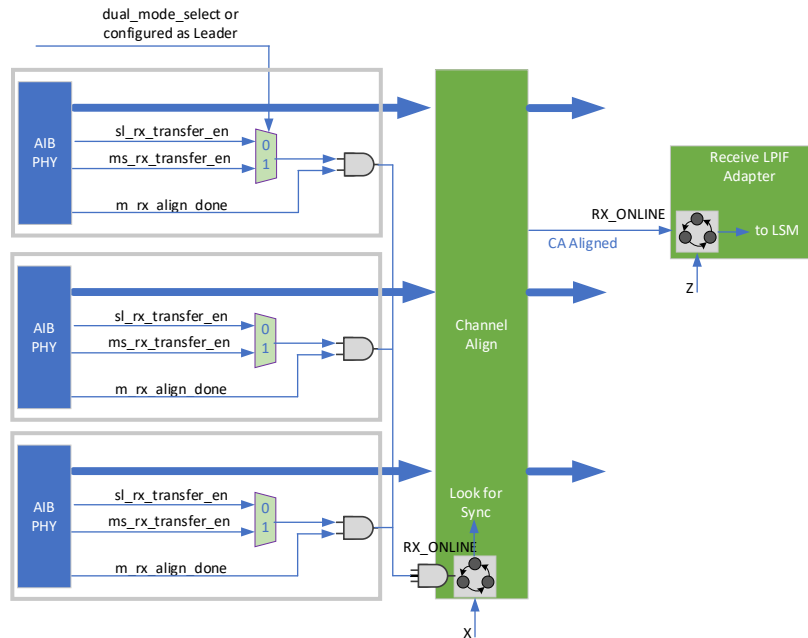 dual_mode_select or
configured as Leader
AIB
PHY
sl_rx_transfer_en
ms_rx_transfer_en
m_rx_align_done
0
1
Receive LPIF
Adapter
RX_ONLINE
to LSM
CA Aligned
Z
AIB
PHY
sl_rx_transfer_en
ms_rx_transfer_en
m_rx_align_done
0
1
Channel
Align
AIB
PHY
sl_rx_transfer_en
ms_rx_transfer_en
m_rx_align_done
0
1
Look for
Sync
RX_ONLINE
X